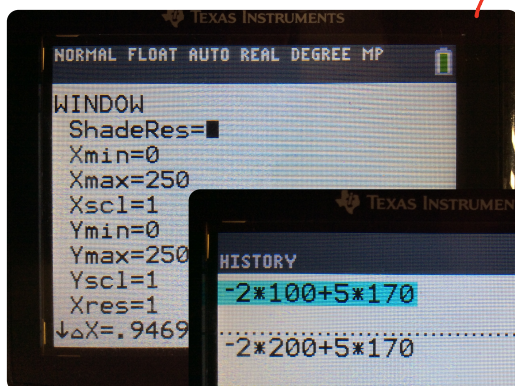 TEXAS INSTRUMENTS
NORMAL FLOAT AUTO REAL DEGREE MP
WINDOW
ShadeRes=
Xmin=0
Xmax=250
Xscl=1
Ymin=0
Ymax=250
Yscl=1
Xres=1
↓△X=.9469
TEXAS INSTRUMEN
HISTORY
⁻2*100+5*170
⁻2*200+5*170